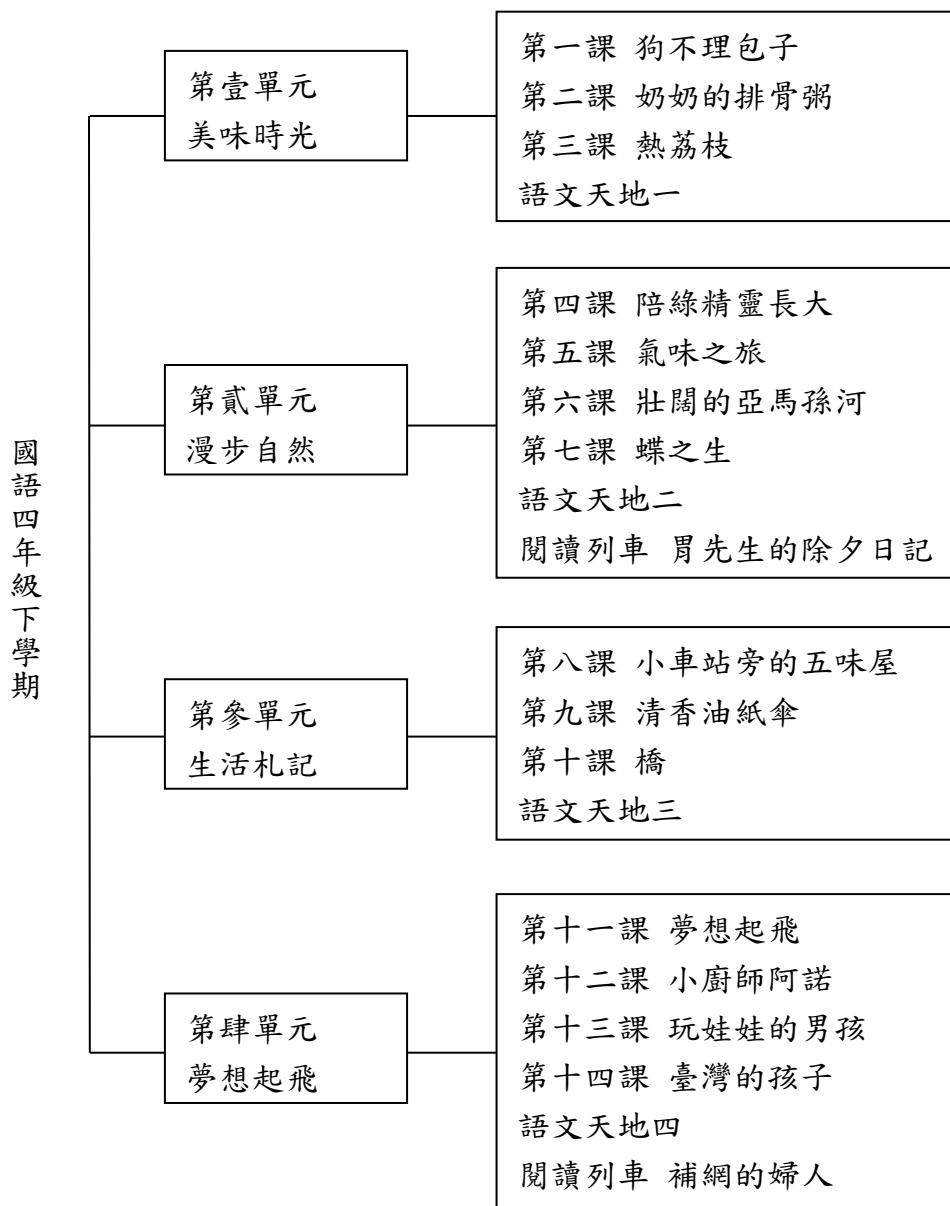 國語四年級下學期
第壹單元
美味時光
第一課 狗不理包子
第二課 奶奶的排骨粥
第三課 熱荔枝
語文天地一
第貳單元
漫步自然
第四課 陪綠精靈長大
第五課 氣味之旅
第六課 壯闊的亞馬孫河
第七課 蝶之生
語文天地二
閱讀列車 胃先生的除夕日記
第參單元
生活札記
第八課 小車站旁的五味屋
第九課 清香油紙傘
第十課 橋
語文天地三
第肆單元
夢想起飛
第十一課 夢想起飛
第十二課 小廚師阿諾
第十三課 玩娃娃的男孩
第十四課 臺灣的孩子
語文天地四
閱讀列車 補網的婦人